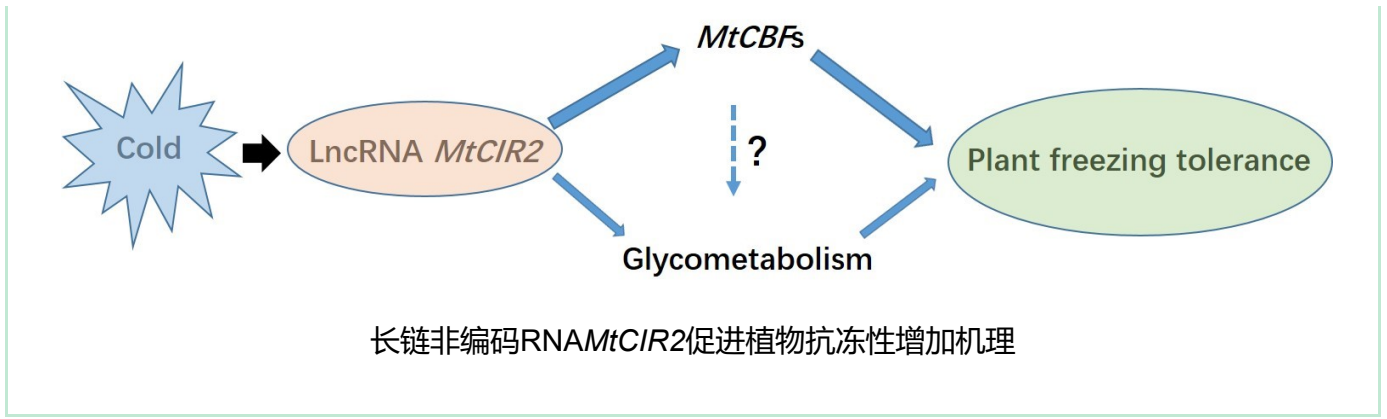 MtCBFs
Cold
LncRNA MtCIR2
?
Plant freezing tolerance
Glycometabolism
长链非编码RNAMtCIR2促进植物抗冻性增加机理